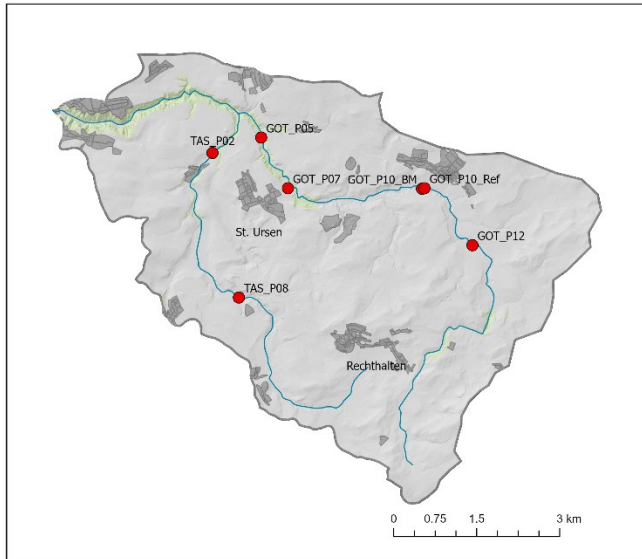 GOT_P05
TAS_P02
GOT_P07
GOT_P10_BM
GOT_P10_Ref
St. Ursen
GOT_P12
TAS_P08
Rechthalten
0 0.75 1.5 3 km